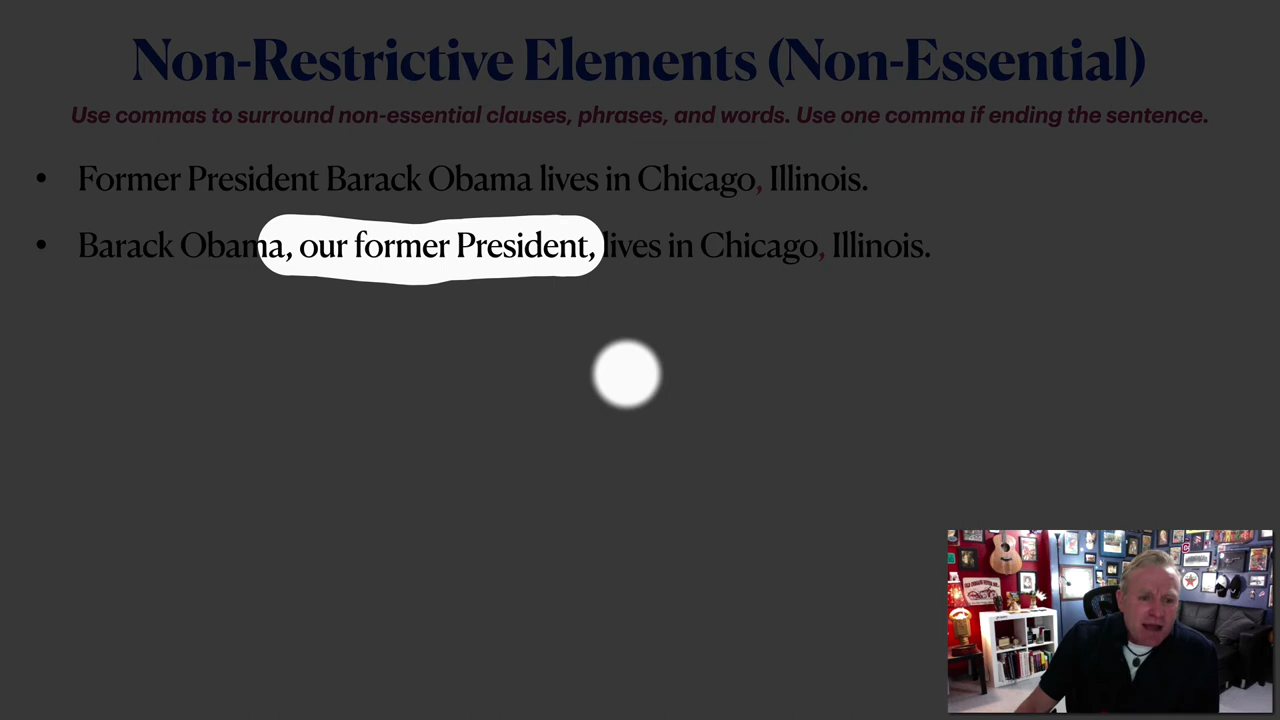 Non-Restrictive Elements (Non-Essential)
Use commas to surround non-essential clauses, phrases, and words. Use one comma if ending the sentence.
• Former President Barack Obama lives in Chicago, Illinois.
• Barack Obama, our former President, lives in Chicago, Illinois.